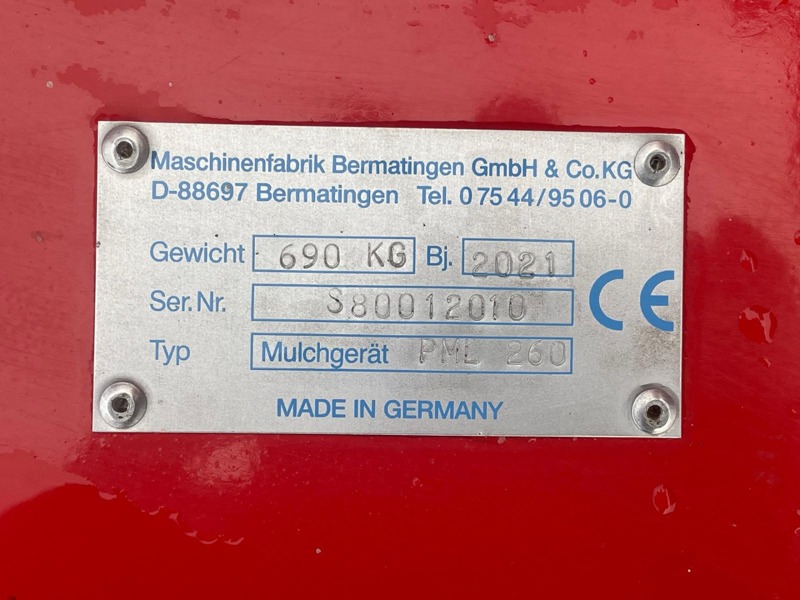 Maschinenfabrik Bermatingen GmbH & Co.KG
D-88697 Bermatingen Tel. 0 75 44/95 06-0
Gewicht 690 KG Bj. 2021
Ser.Nr. S80012010
Typ Mulchgerät PML 260
CE
MADE IN GERMANY